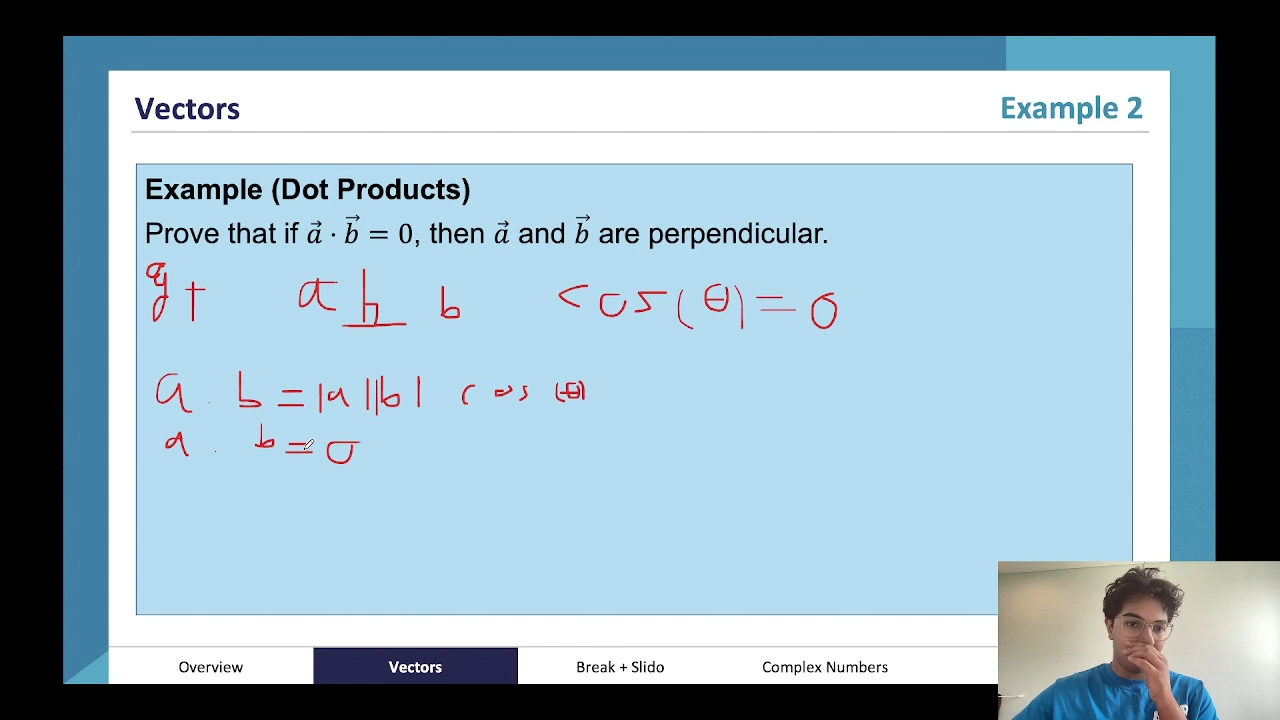 Vectors
Example 2
Example (Dot Products)
Prove that if a⃗ · b⃗ = 0, then a⃗ and b⃗ are perpendicular.
a b cos(θ) = 0
a . b = |a||b| cos(θ)
a . b = 0
Overview
Vectors
Break + Slido
Complex Numbers